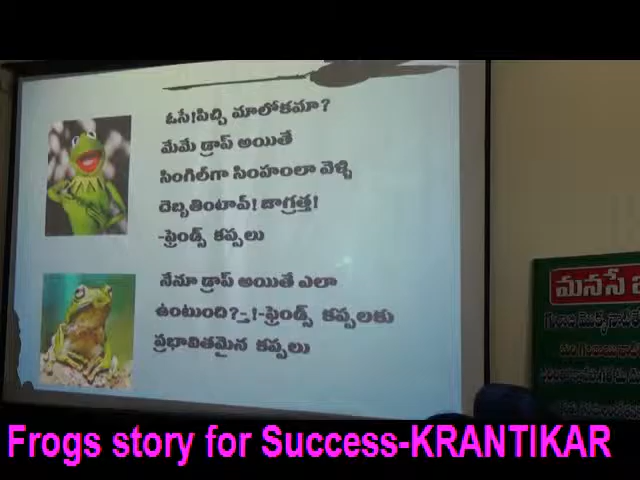 ఓసే!పిచ్చి మాలోకమా?
మేమే డ్రాప్ అయితే
సింగిల్‌గా సింహంలా వెళ్ళి
దెబ్బతింటావ్! జాగ్రత్త!
-ఫ్రెండ్స్ కప్పలు
నేనూ డ్రాప్ అయితే ఎలా
ఉంటుంది?-్ర!-ఫ్రెండ్స్ కప్పలకు
ప్రభావితమైన కప్పలు
మనసే
Frogs story for Success-KRANTIKAR